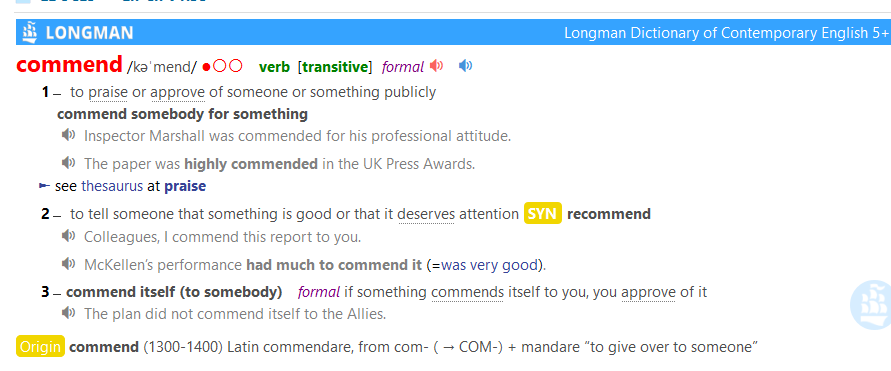 LONGMAN Longman Dictionary of Contemporary English 5+
commend /kəˈmend/ ●○○ verb [transitive] formal
1 – to praise or approve of someone or something publicly
commend somebody for something
Inspector Marshall was commended for his professional attitude.
The paper was highly commended in the UK Press Awards.
► see thesaurus at praise
2 – to tell someone that something is good or that it deserves attention SYN recommend
Colleagues, I commend this report to you.
McKellen’s performance had much to commend it (=was very good).
3 – commend itself (to somebody) formal if something commends itself to you, you approve of it
The plan did not commend itself to the Allies.
Origin commend (1300-1400) Latin commendare, from com- ( → COM-) + mandare “to give over to someone”